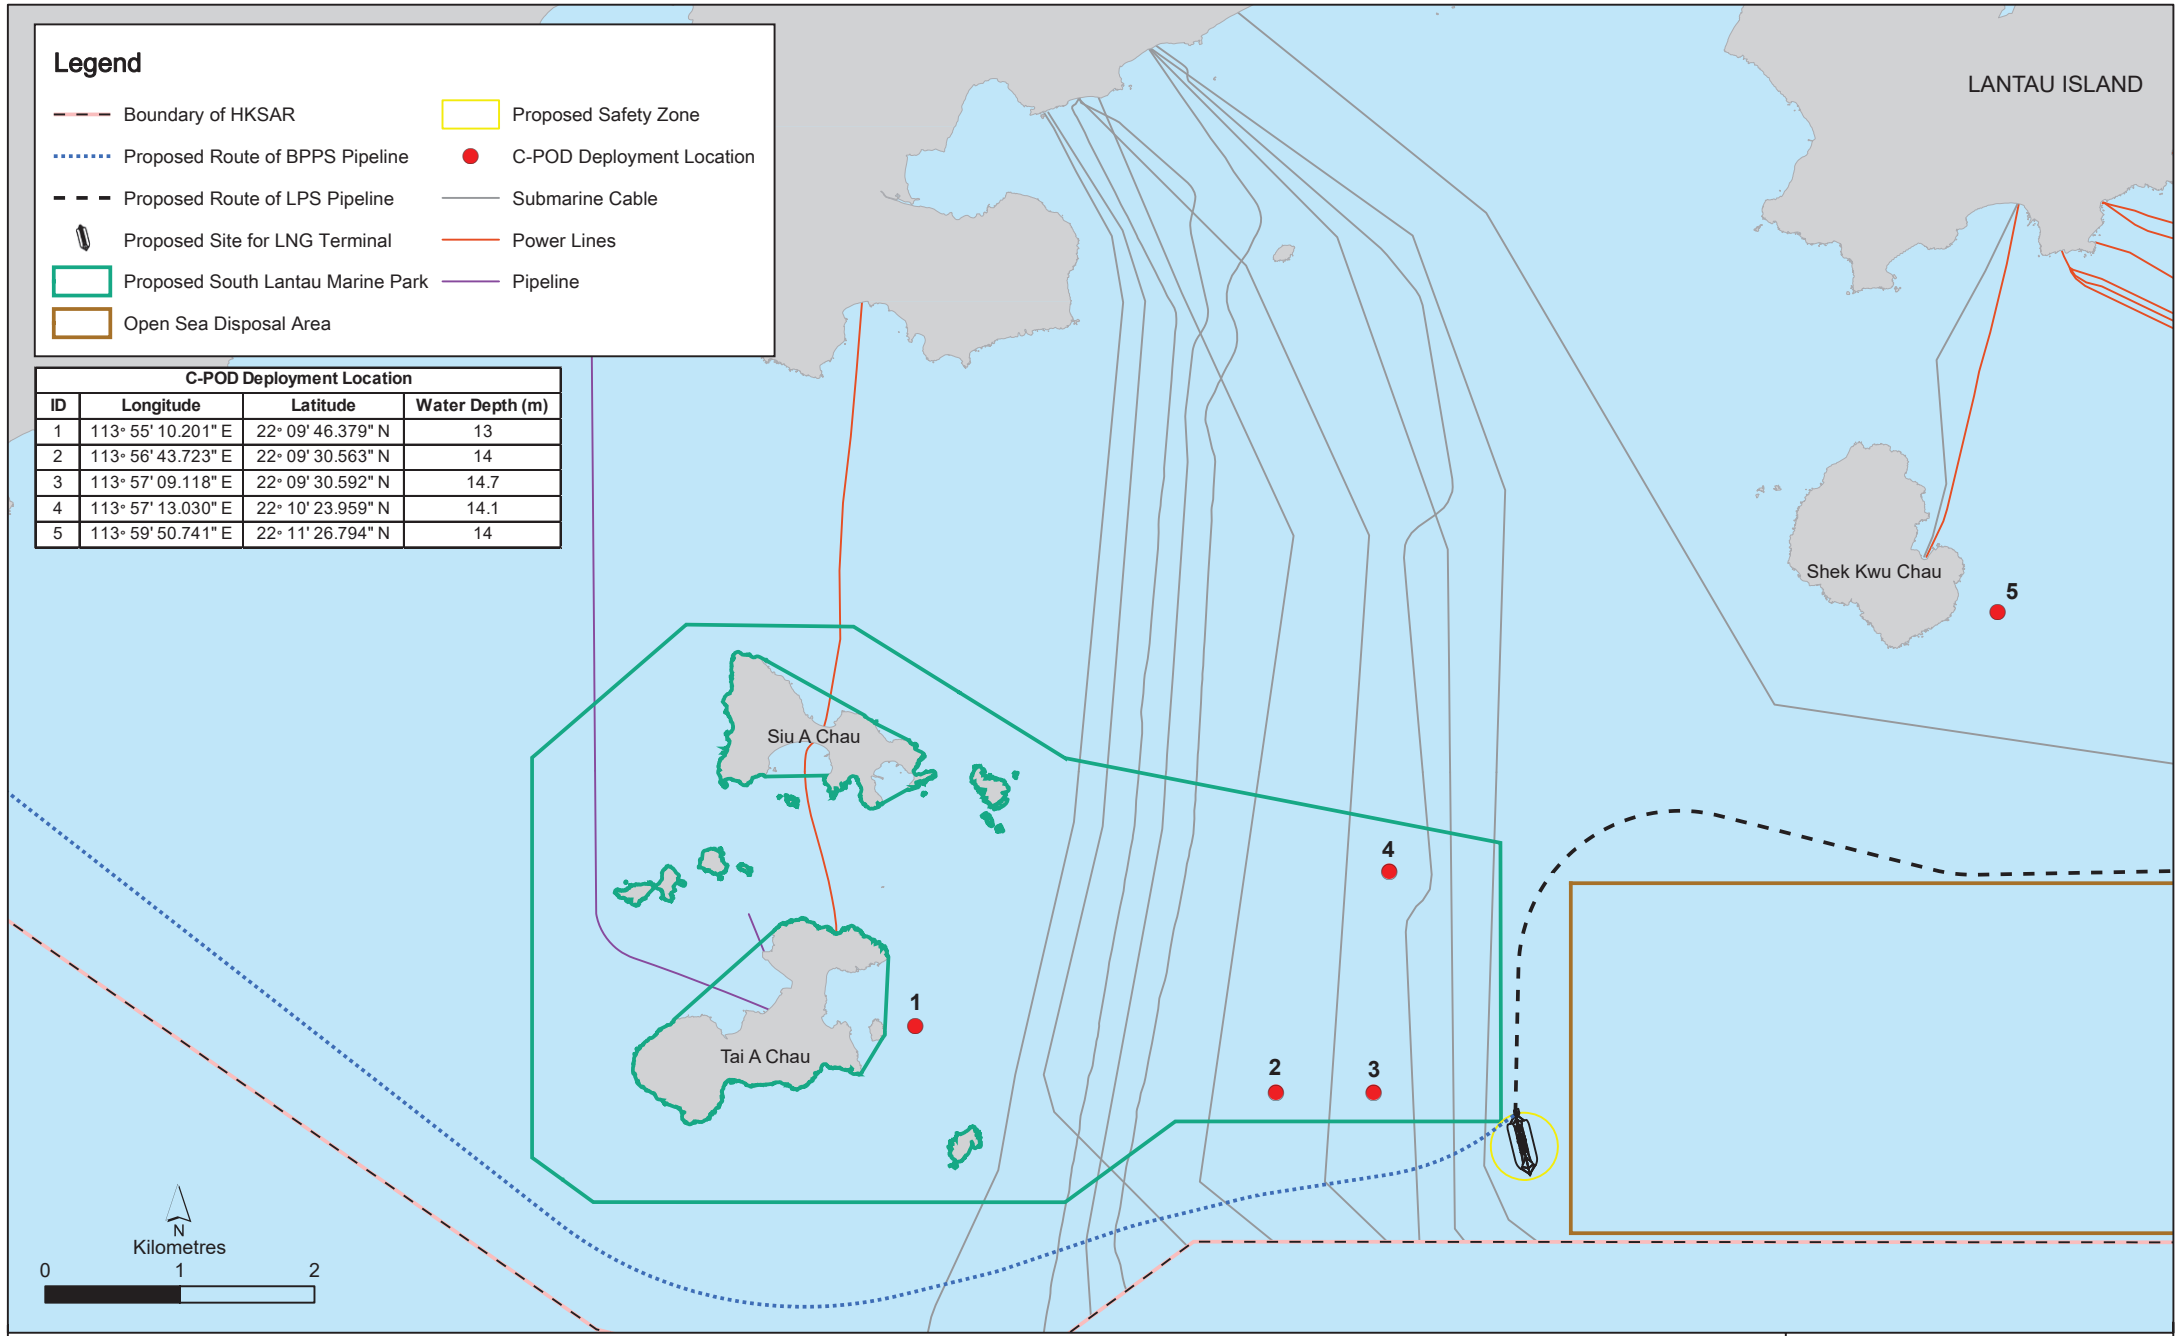 Legend
Boundary of HKSAR
Proposed Route of BPPS Pipeline
Proposed Route of LPS Pipeline
Proposed Site for LNG Terminal
Proposed South Lantau Marine Park
Open Sea Disposal Area
Proposed Safety Zone
C-POD Deployment Location
Submarine Cable
Power Lines
Pipeline
C-POD Deployment Location
ID Longitude Latitude Water Depth (m)
1 113° 55' 10.201" E 22° 09' 46.379" N 13
2 113° 56' 43.723" E 22° 09' 30.563" N 14
3 113° 57' 09.118" E 22° 09' 30.592" N 14.7
4 113° 57' 13.030" E 22° 10' 23.959" N 14.1
5 113° 59' 50.741" E 22° 11' 26.794" N 14
LANTAU ISLAND
Shek Kwu Chau
5
Siu A Chau
4
1
Tai A Chau
2
3
N
Kilometres
0 1 2